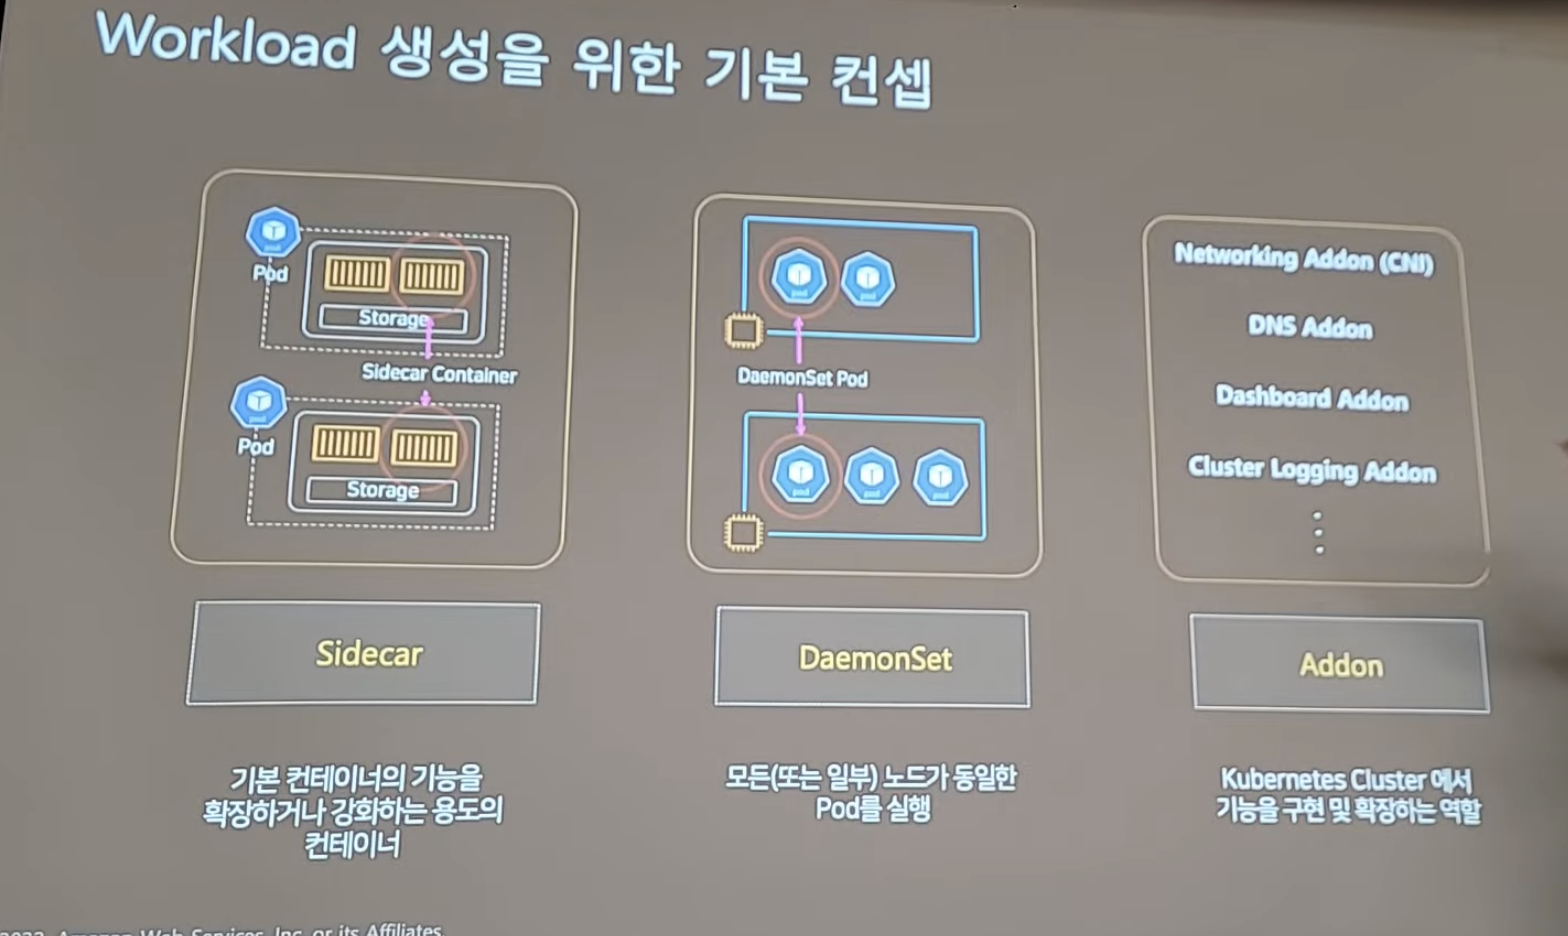 Workload 생성을 위한 기본 컨셉
Pod
Storage
Sidecar Container
Pod
Storage
pod
pod
DaemonSet Pod
pod
pod
pod
Networking Addon (CNI)
DNS Addon
Dashboard Addon
Cluster Logging Addon
Sidecar
DaemonSet
Addon
기본 컨테이너의 기능을
확장하거나 강화하는 용도의
컨테이너
모든(또는 일부) 노드가 동일한
Pod를 실행
Kubernetes Cluster 에서
기능을 구현 및 확장하는 역할
Amazon Web Services, Inc. or its Affiliates